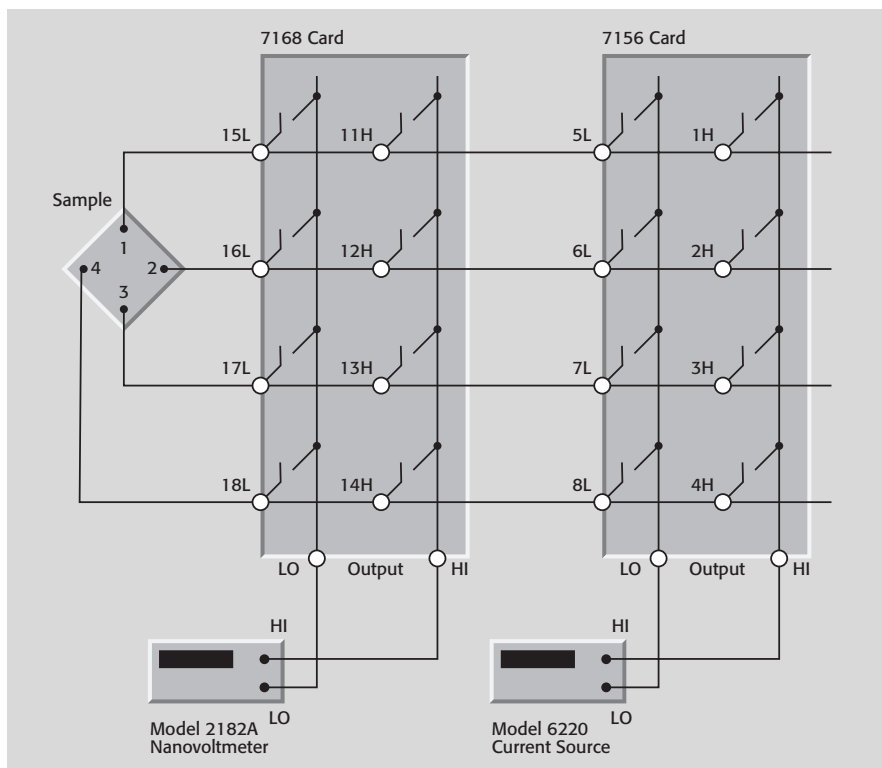 7168 Card
7156 Card
15L
11H
5L
1H
Sample
1
4
2
3
16L
12H
6L
2H
17L
13H
7L
3H
18L
14H
8L
4H
LO
Output
HI
LO
Output
HI
HI
LO
Model 2182A
Nanovoltmeter
HI
LO
Model 6220
Current Source